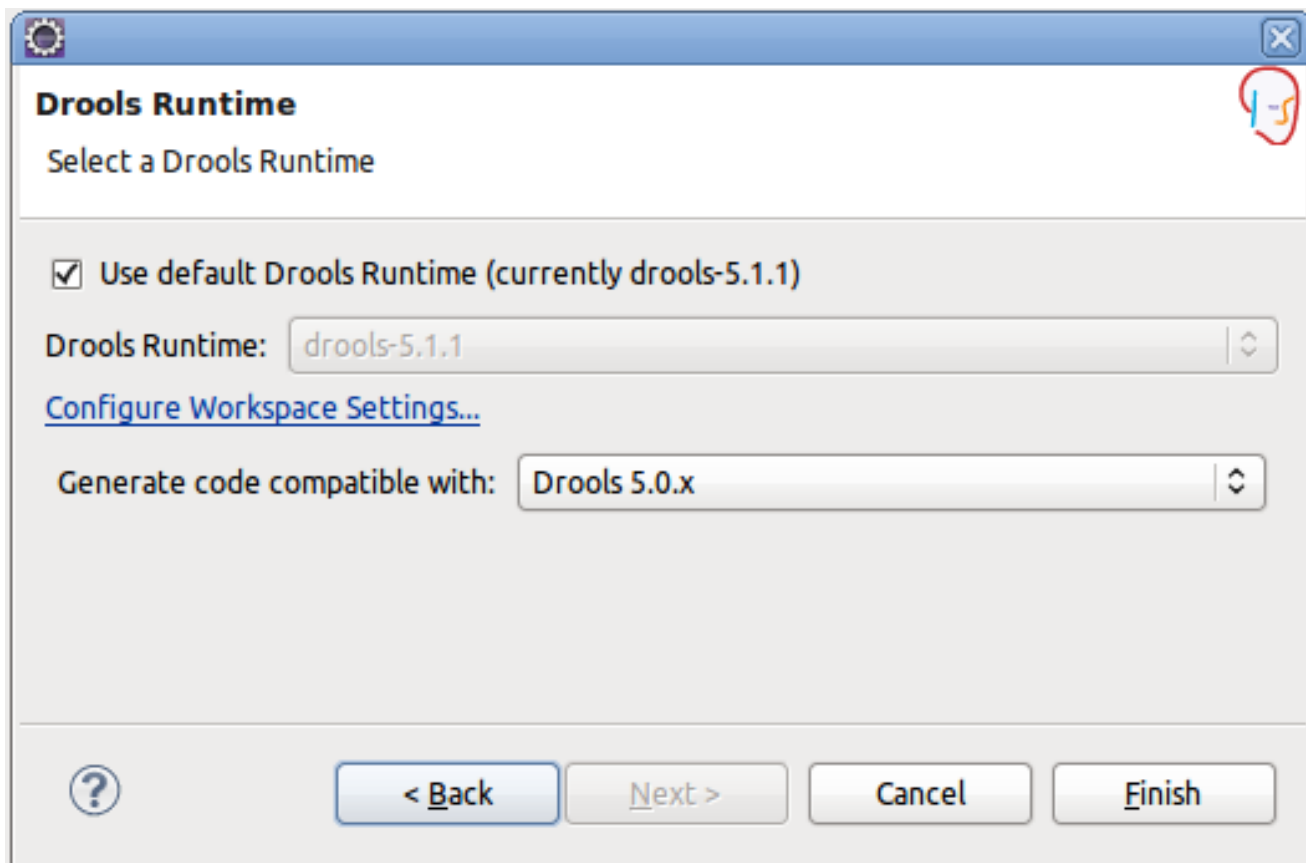 Drools Runtime
Select a Drools Runtime
Use default Drools Runtime (currently drools-5.1.1)
Drools Runtime: drools-5.1.1
Configure Workspace Settings...
Generate code compatible with: Drools 5.0.x
? < Back Next > Cancel Finish